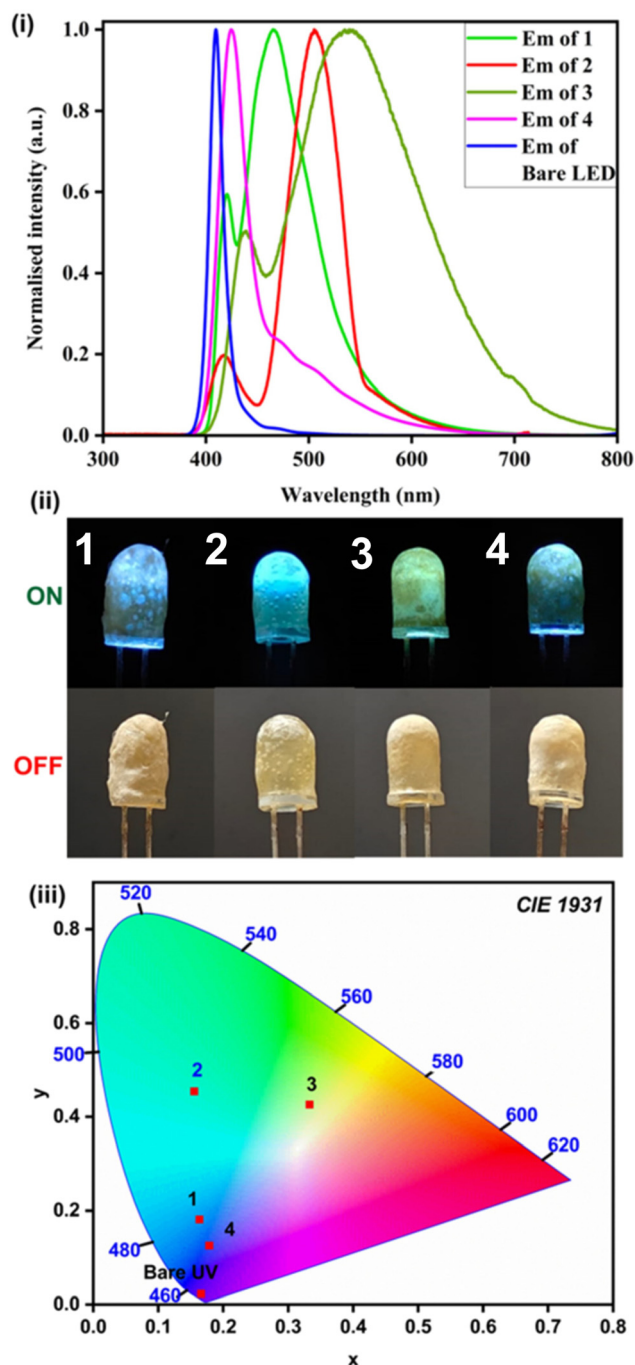 (i)
1.0
0.8
0.6
0.4
0.2
0.0
Normalised intensity (a.u.)
Em of 1
Em of 2
Em of 3
Em of 4
Em of
Bare LED
300 400 500 600 700 800
Wavelength (nm)
(ii)
1 2 3 4
ON
OFF
(iii)
CIE 1931
520
540
560
580
600
620
500
480
460
0.8
0.6
0.4
0.2
0.0
y
2
3
1
4
Bare UV
0.0 0.1 0.2 0.3 0.4 0.5 0.6 0.7 0.8
x